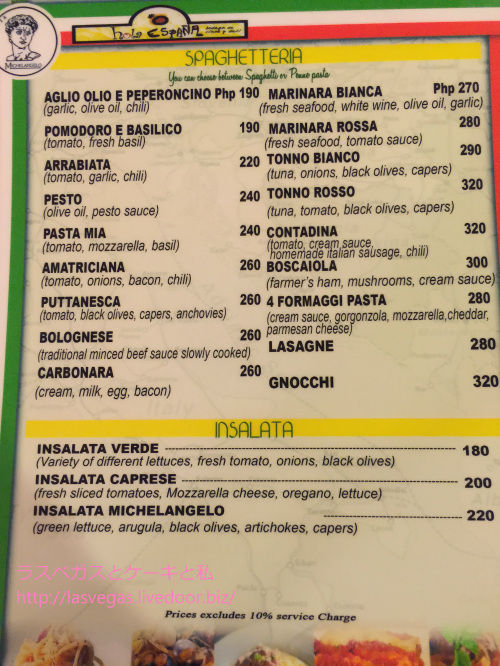 MICHELANGELO
Hola ESPAÑA
SPAGHETTERIA
You can choose between Spaghetti or Penne pasta
AGLIO OLIO E PEPERONCINO Php 190
(garlic, olive oil, chili)
POMODORO E BASILICO 190
(tomato, fresh basil)
ARRABIATA 220
(tomato, garlic, chili)
PESTO 240
(olive oil, pesto sauce)
PASTA MIA 240
(tomato, mozzarella, basil)
AMATRICIANA 260
(tomato, onions, bacon, chili)
PUTTANESCA 260
(tomato, black olives, capers, anchovies)
BOLOGNESE 260
(traditional minced beef sauce slowly cooked)
CARBONARA 260
(cream, milk, egg, bacon)
MARINARA BIANCA Php 270
(fresh seafood, white wine, olive oil, garlic)
MARINARA ROSSA 280
(fresh seafood, tomato sauce)
TONNO BIANCO 290
(tuna, onions, black olives, capers)
TONNO ROSSO 320
(tuna, tomato, black olives, capers)
CONTADINA 320
(tomato, cream sauce,
homemade italian sausage, chili)
BOSCAIOLA 300
(farmer's ham, mushrooms, cream sauce)
4 FORMAGGI PASTA 280
(cream sauce, gorgonzola, mozzarella,cheddar,
parmesan cheese)
LASAGNE 280
GNOCCHI 320
INSALATA
INSALATA VERDE 180
(Variety of different lettuces, fresh tomato, onions, black olives)
INSALATA CAPRESE 200
(fresh sliced tomatoes, Mozzarella cheese, oregano, lettuce)
INSALATA MICHELANGELO 220
(green lettuce, arugula, black olives, artichokes, capers)
ラスベガスとケーキと私
http://lasvegas.livedoor.biz/
Prices excludes 10% service Charge